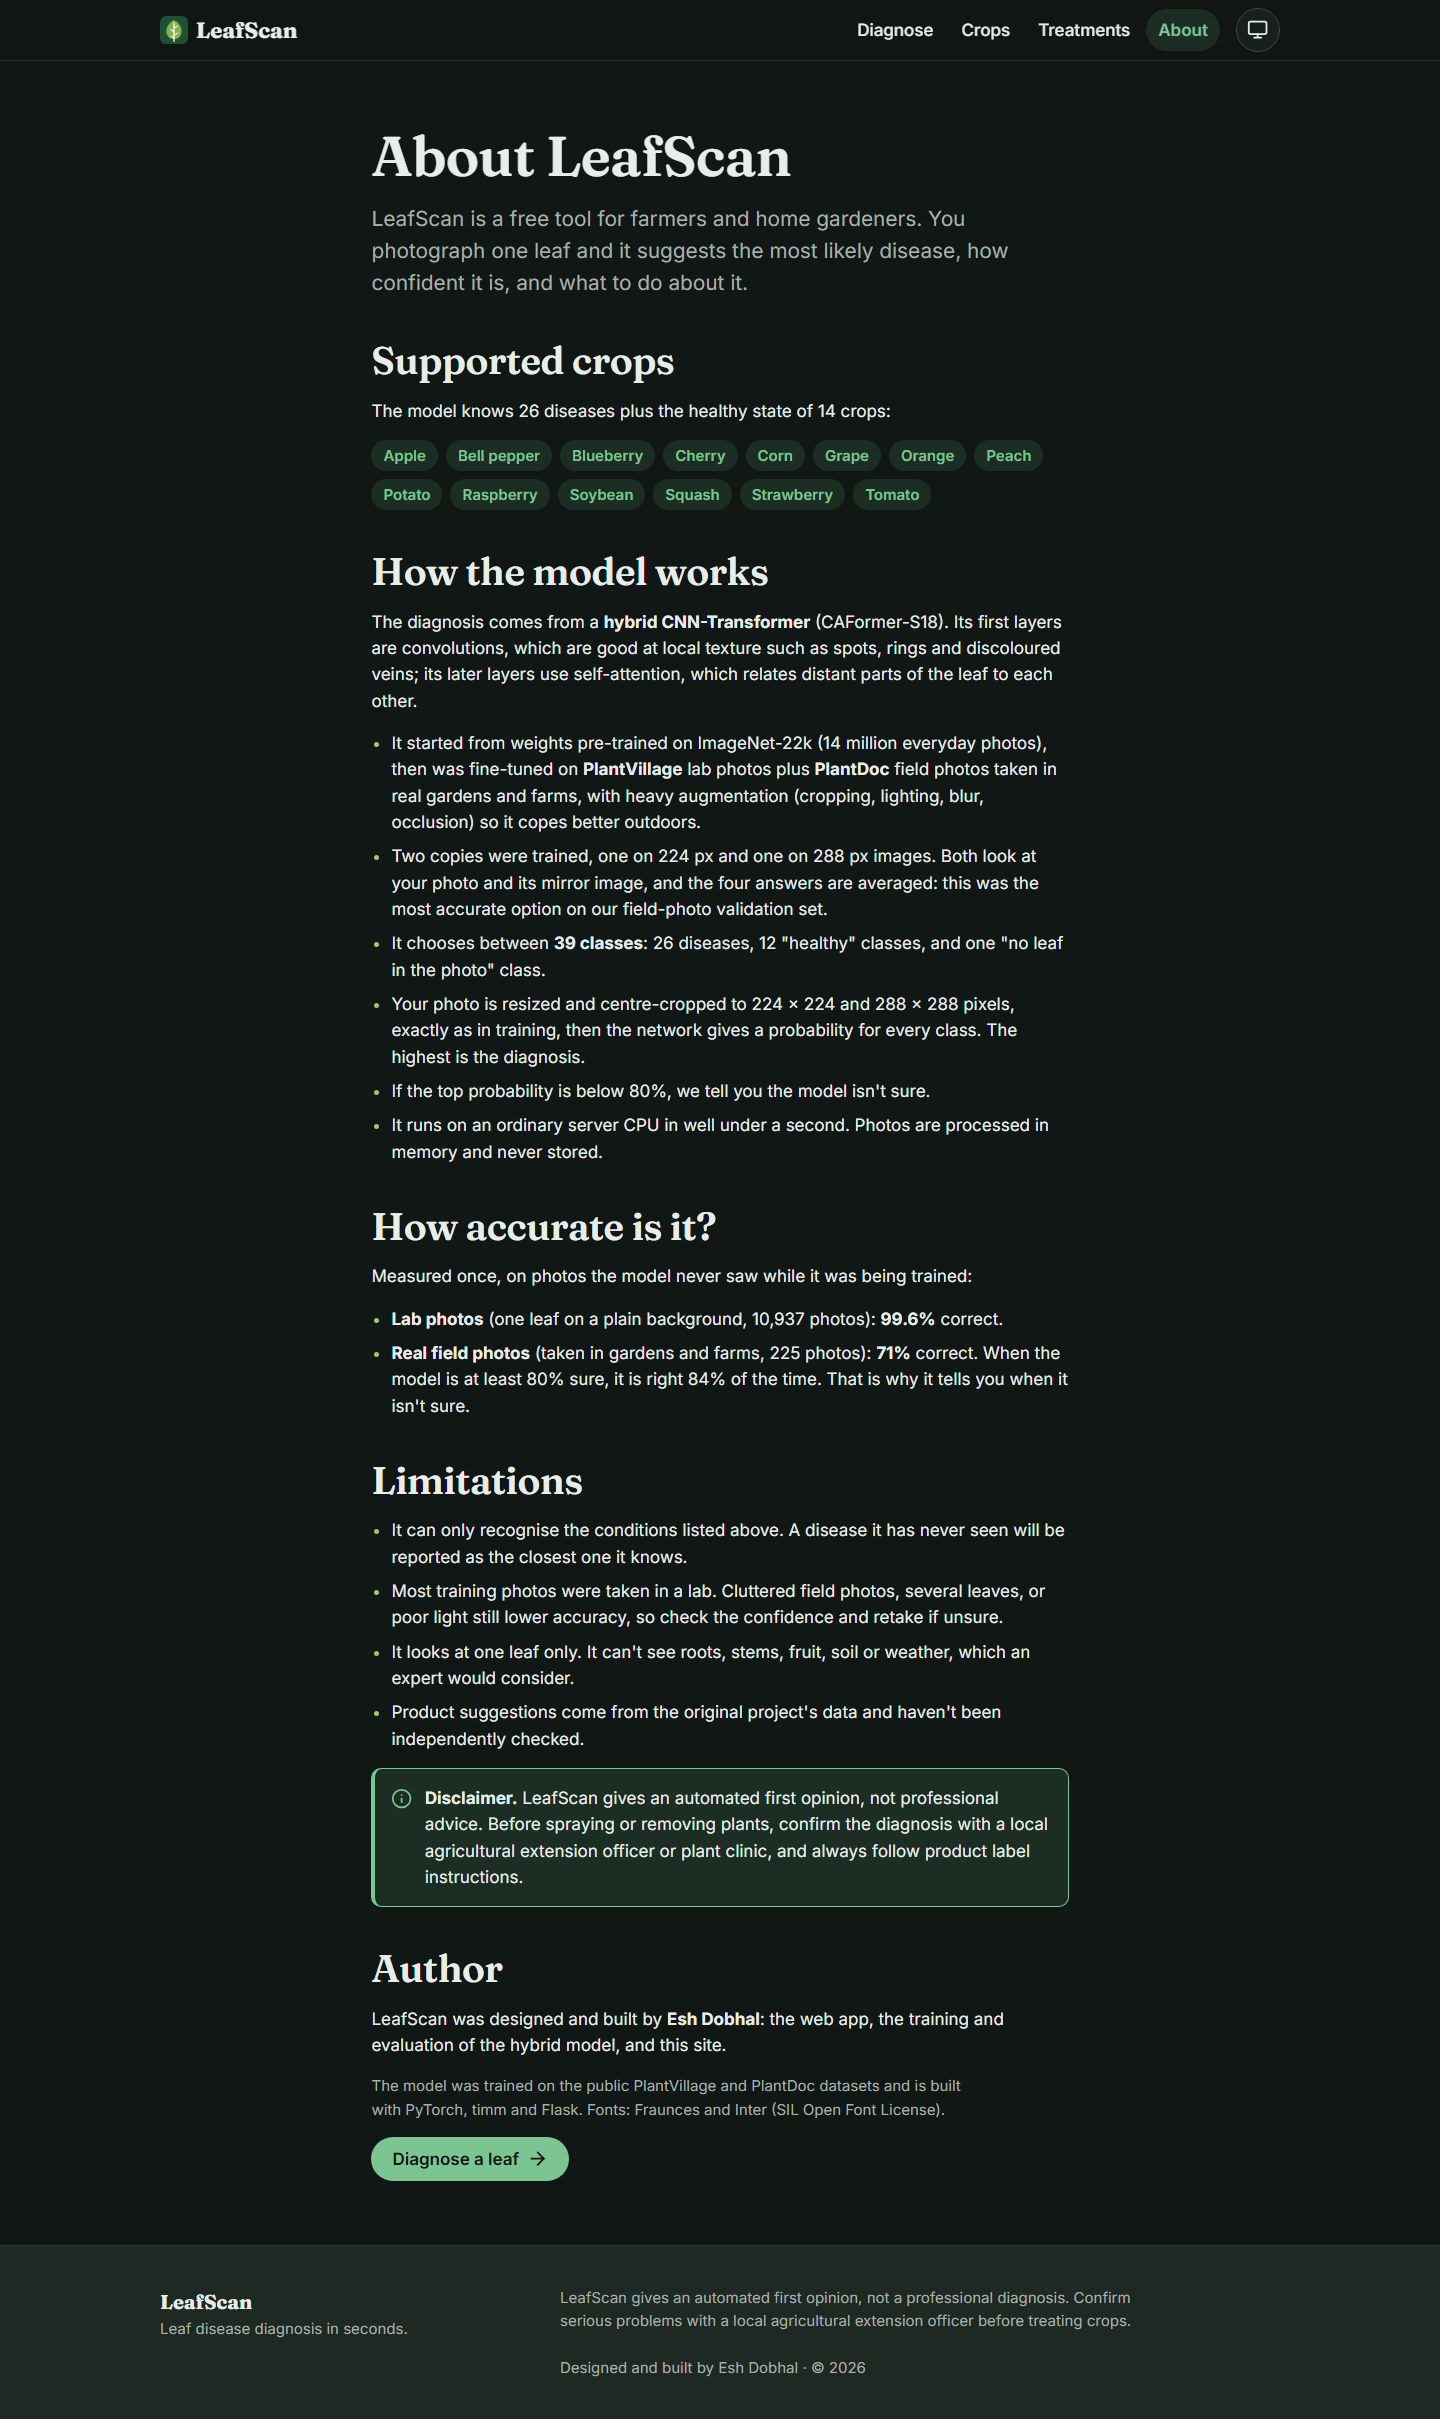 LeafScan
Diagnose Crops Treatments About
About LeafScan
LeafScan is a free tool for farmers and home gardeners. You
photograph one leaf and it suggests the most likely disease, how
confident it is, and what to do about it.
Supported crops
The model knows 26 diseases plus the healthy state of 14 crops:
Apple Bell pepper Blueberry Cherry Corn Grape Orange Peach
Potato Raspberry Soybean Squash Strawberry Tomato
How the model works
The diagnosis comes from a hybrid CNN-Transformer (CAFormer-S18). Its first layers
are convolutions, which are good at local texture such as spots, rings and discoloured
veins; its later layers use self-attention, which relates distant parts of the leaf to each
other.
• It started from weights pre-trained on ImageNet-22k (14 million everyday photos),
then was fine-tuned on PlantVillage lab photos plus PlantDoc field photos taken in
real gardens and farms, with heavy augmentation (cropping, lighting, blur,
occlusion) so it copes better outdoors.
• Two copies were trained, one on 224 px and one on 288 px images. Both look at
your photo and its mirror image, and the four answers are averaged: this was the
most accurate option on our field-photo validation set.
• It chooses between 39 classes: 26 diseases, 12 "healthy" classes, and one "no leaf
in the photo" class.
• Your photo is resized and centre-cropped to 224 × 224 and 288 × 288 pixels,
exactly as in training, then the network gives a probability for every class. The
highest is the diagnosis.
• If the top probability is below 80%, we tell you the model isn't sure.
• It runs on an ordinary server CPU in well under a second. Photos are processed in
memory and never stored.
How accurate is it?
Measured once, on photos the model never saw while it was being trained:
• Lab photos (one leaf on a plain background, 10,937 photos): 99.6% correct.
• Real field photos (taken in gardens and farms, 225 photos): 71% correct. When the
model is at least 80% sure, it is right 84% of the time. That is why it tells you when it
isn't sure.
Limitations
• It can only recognise the conditions listed above. A disease it has never seen will be
reported as the closest one it knows.
• Most training photos were taken in a lab. Cluttered field photos, several leaves, or
poor light still lower accuracy, so check the confidence and retake if unsure.
• It looks at one leaf only. It can't see roots, stems, fruit, soil or weather, which an
expert would consider.
• Product suggestions come from the original project's data and haven't been
independently checked.
Disclaimer. LeafScan gives an automated first opinion, not professional
advice. Before spraying or removing plants, confirm the diagnosis with a local
agricultural extension officer or plant clinic, and always follow product label
instructions.
Author
LeafScan was designed and built by Esh Dobhal: the web app, the training and
evaluation of the hybrid model, and this site.
The model was trained on the public PlantVillage and PlantDoc datasets and is built
with PyTorch, timm and Flask. Fonts: Fraunces and Inter (SIL Open Font License).
Diagnose a leaf →
LeafScan
Leaf disease diagnosis in seconds.
LeafScan gives an automated first opinion, not a professional diagnosis. Confirm
serious problems with a local agricultural extension officer before treating crops.
Designed and built by Esh Dobhal · © 2026